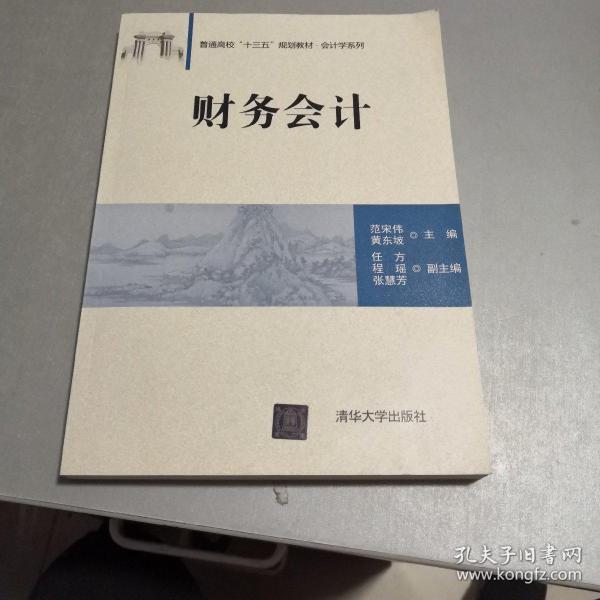 普通高校“十三五”规划教材·会计学系列
财务会计
范宋伟
黄东坡 ◎ 主编
任方
程瑶 ◎ 副主编
张慧芳
清华大学出版社
孔夫子旧书网
www.kongfz.com